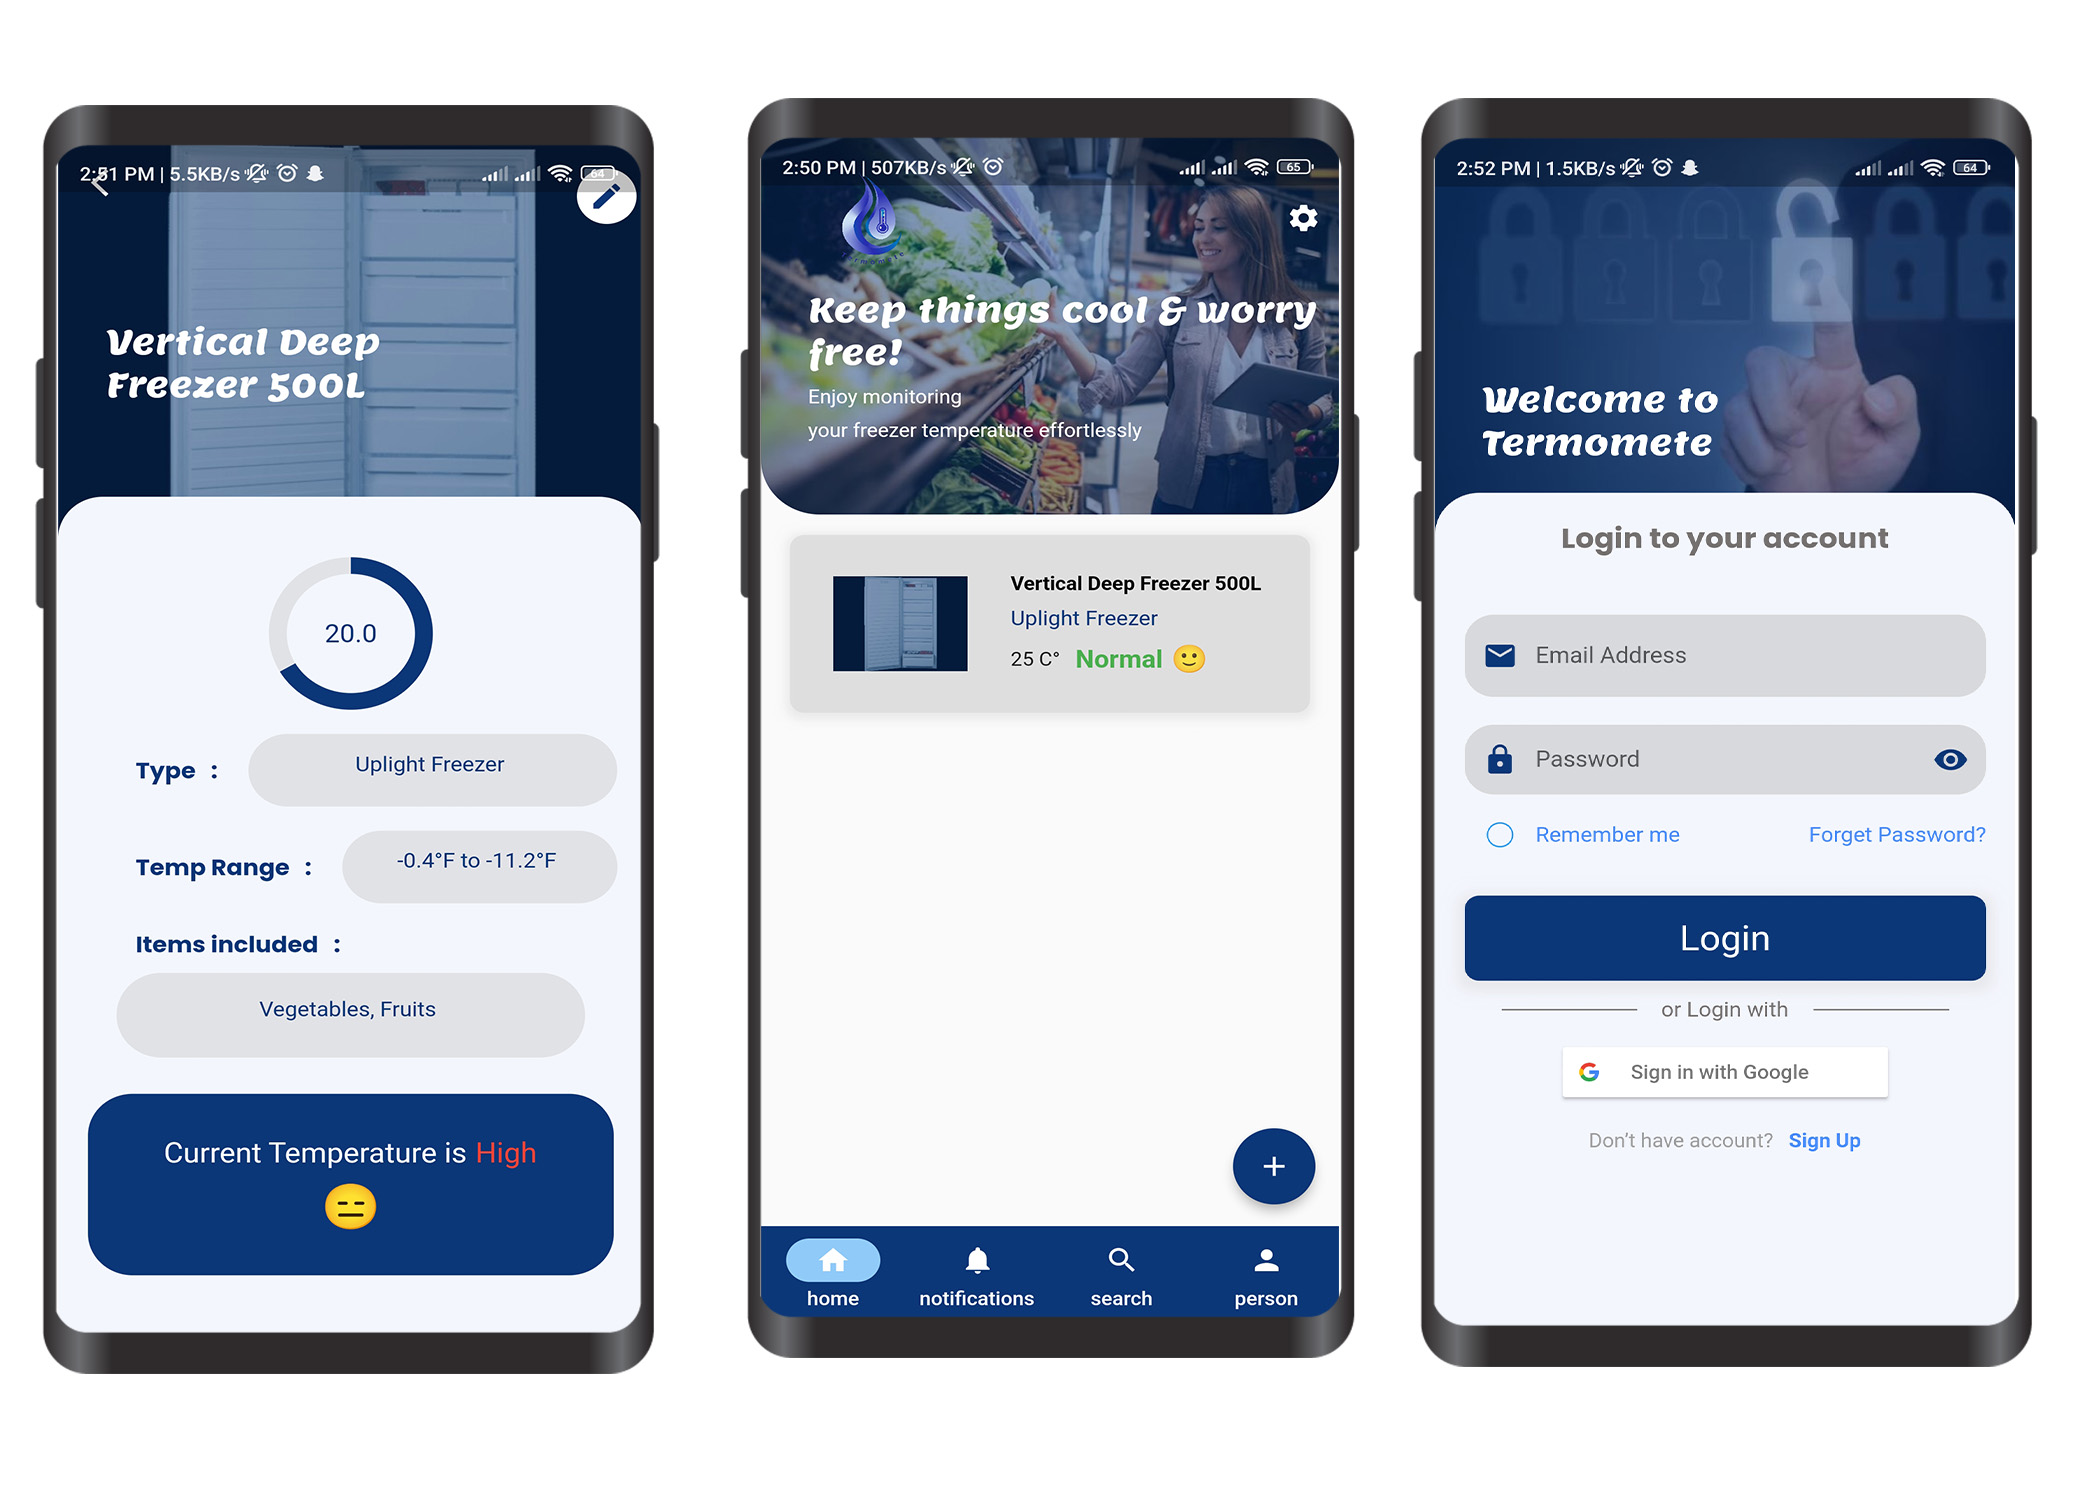 2:51 PM | 5.5KB/s
64
Vertical Deep
Freezer 500L
20.0
Type :
Uplight Freezer
Temp Range :
-0.4°F to -11.2°F
Items included :
Vegetables, Fruits
Current Temperature is High
2:50 PM | 507KB/s
65
Keep things cool & worry
free!
Enjoy monitoring
your freezer temperature effortlessly
Vertical Deep Freezer 500L
Uplight Freezer
25 C° Normal
home
notifications
search
person
2:52 PM | 1.5KB/s
64
Welcome to
Termomete
Login to your account
Email Address
Password
Remember me
Forget Password?
Login
or Login with
Sign in with Google
Don't have account? Sign Up